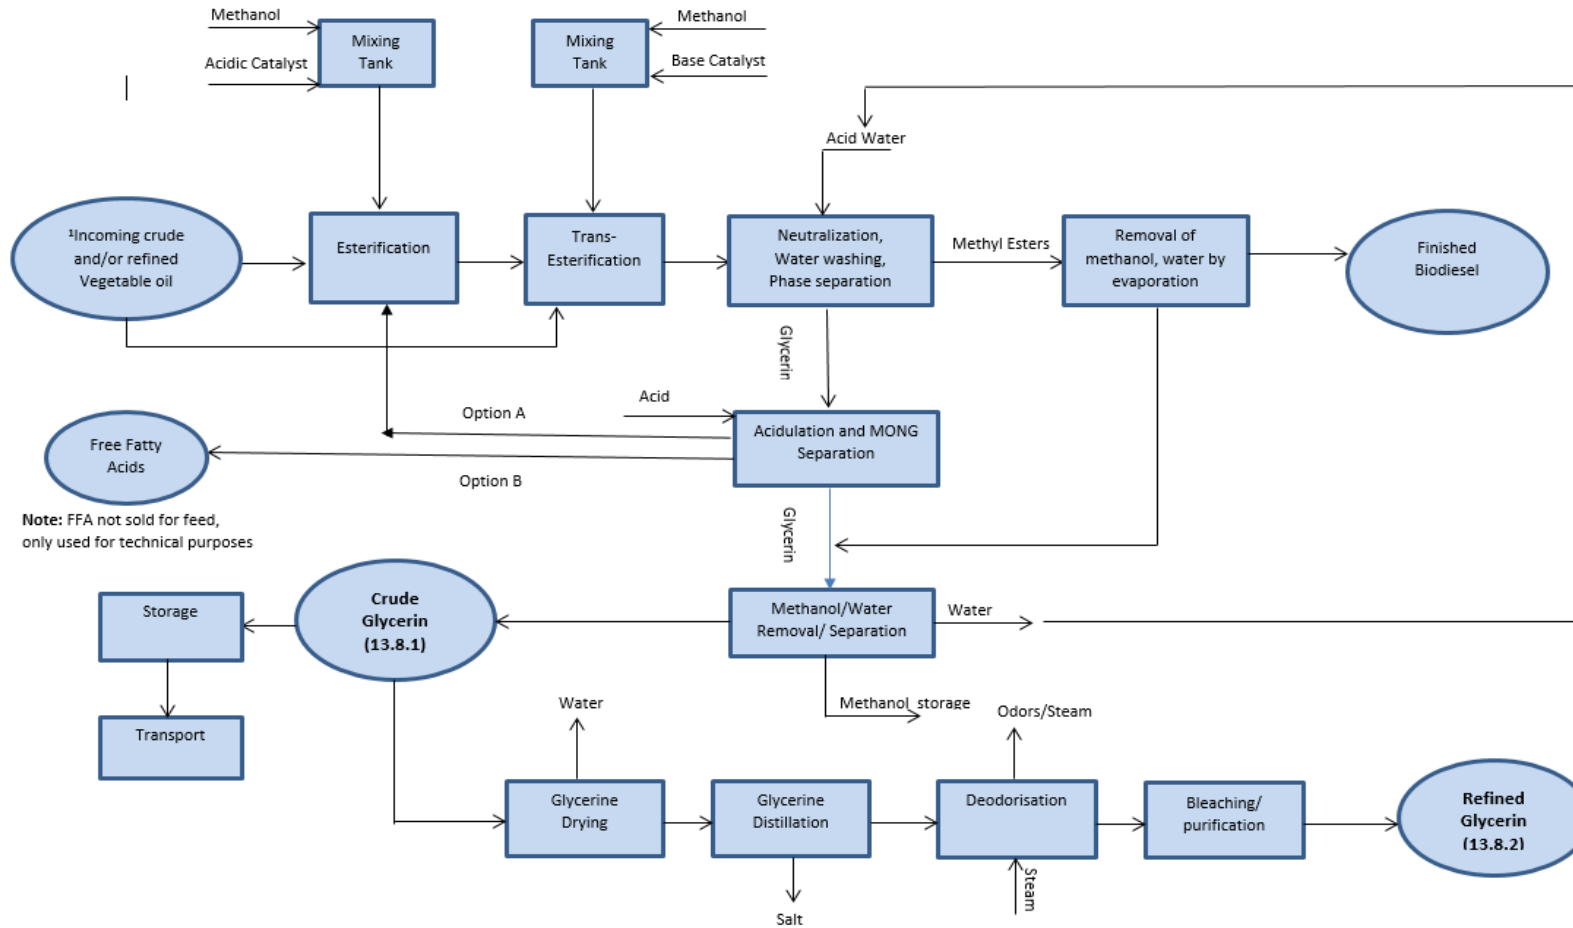 Methanol
Acidic Catalyst
Mixing
Tank
Mixing
Tank
Methanol
Base Catalyst
Acid Water
¹Incoming crude
and/or refined
Vegetable oil
Esterification
Trans-
Esterification
Neutralization,
Water washing,
Phase separation
Methyl Esters
Removal of
methanol, water by
evaporation
Finished
Biodiesel
Glycerin
Acid
Option A
Acidulation and MONG
Separation
Free Fatty
Acids
Option B
Note: FFA not sold for feed,
only used for technical purposes
Glycerin
Storage
Crude
Glycerin
(13.8.1)
Methanol/Water
Removal/ Separation
Water
Transport
Water
Methanol storage
Odors/Steam
Glycerine
Drying
Glycerine
Distillation
Deodorisation
Bleaching/
purification
Refined
Glycerin
(13.8.2)
Steam
Salt